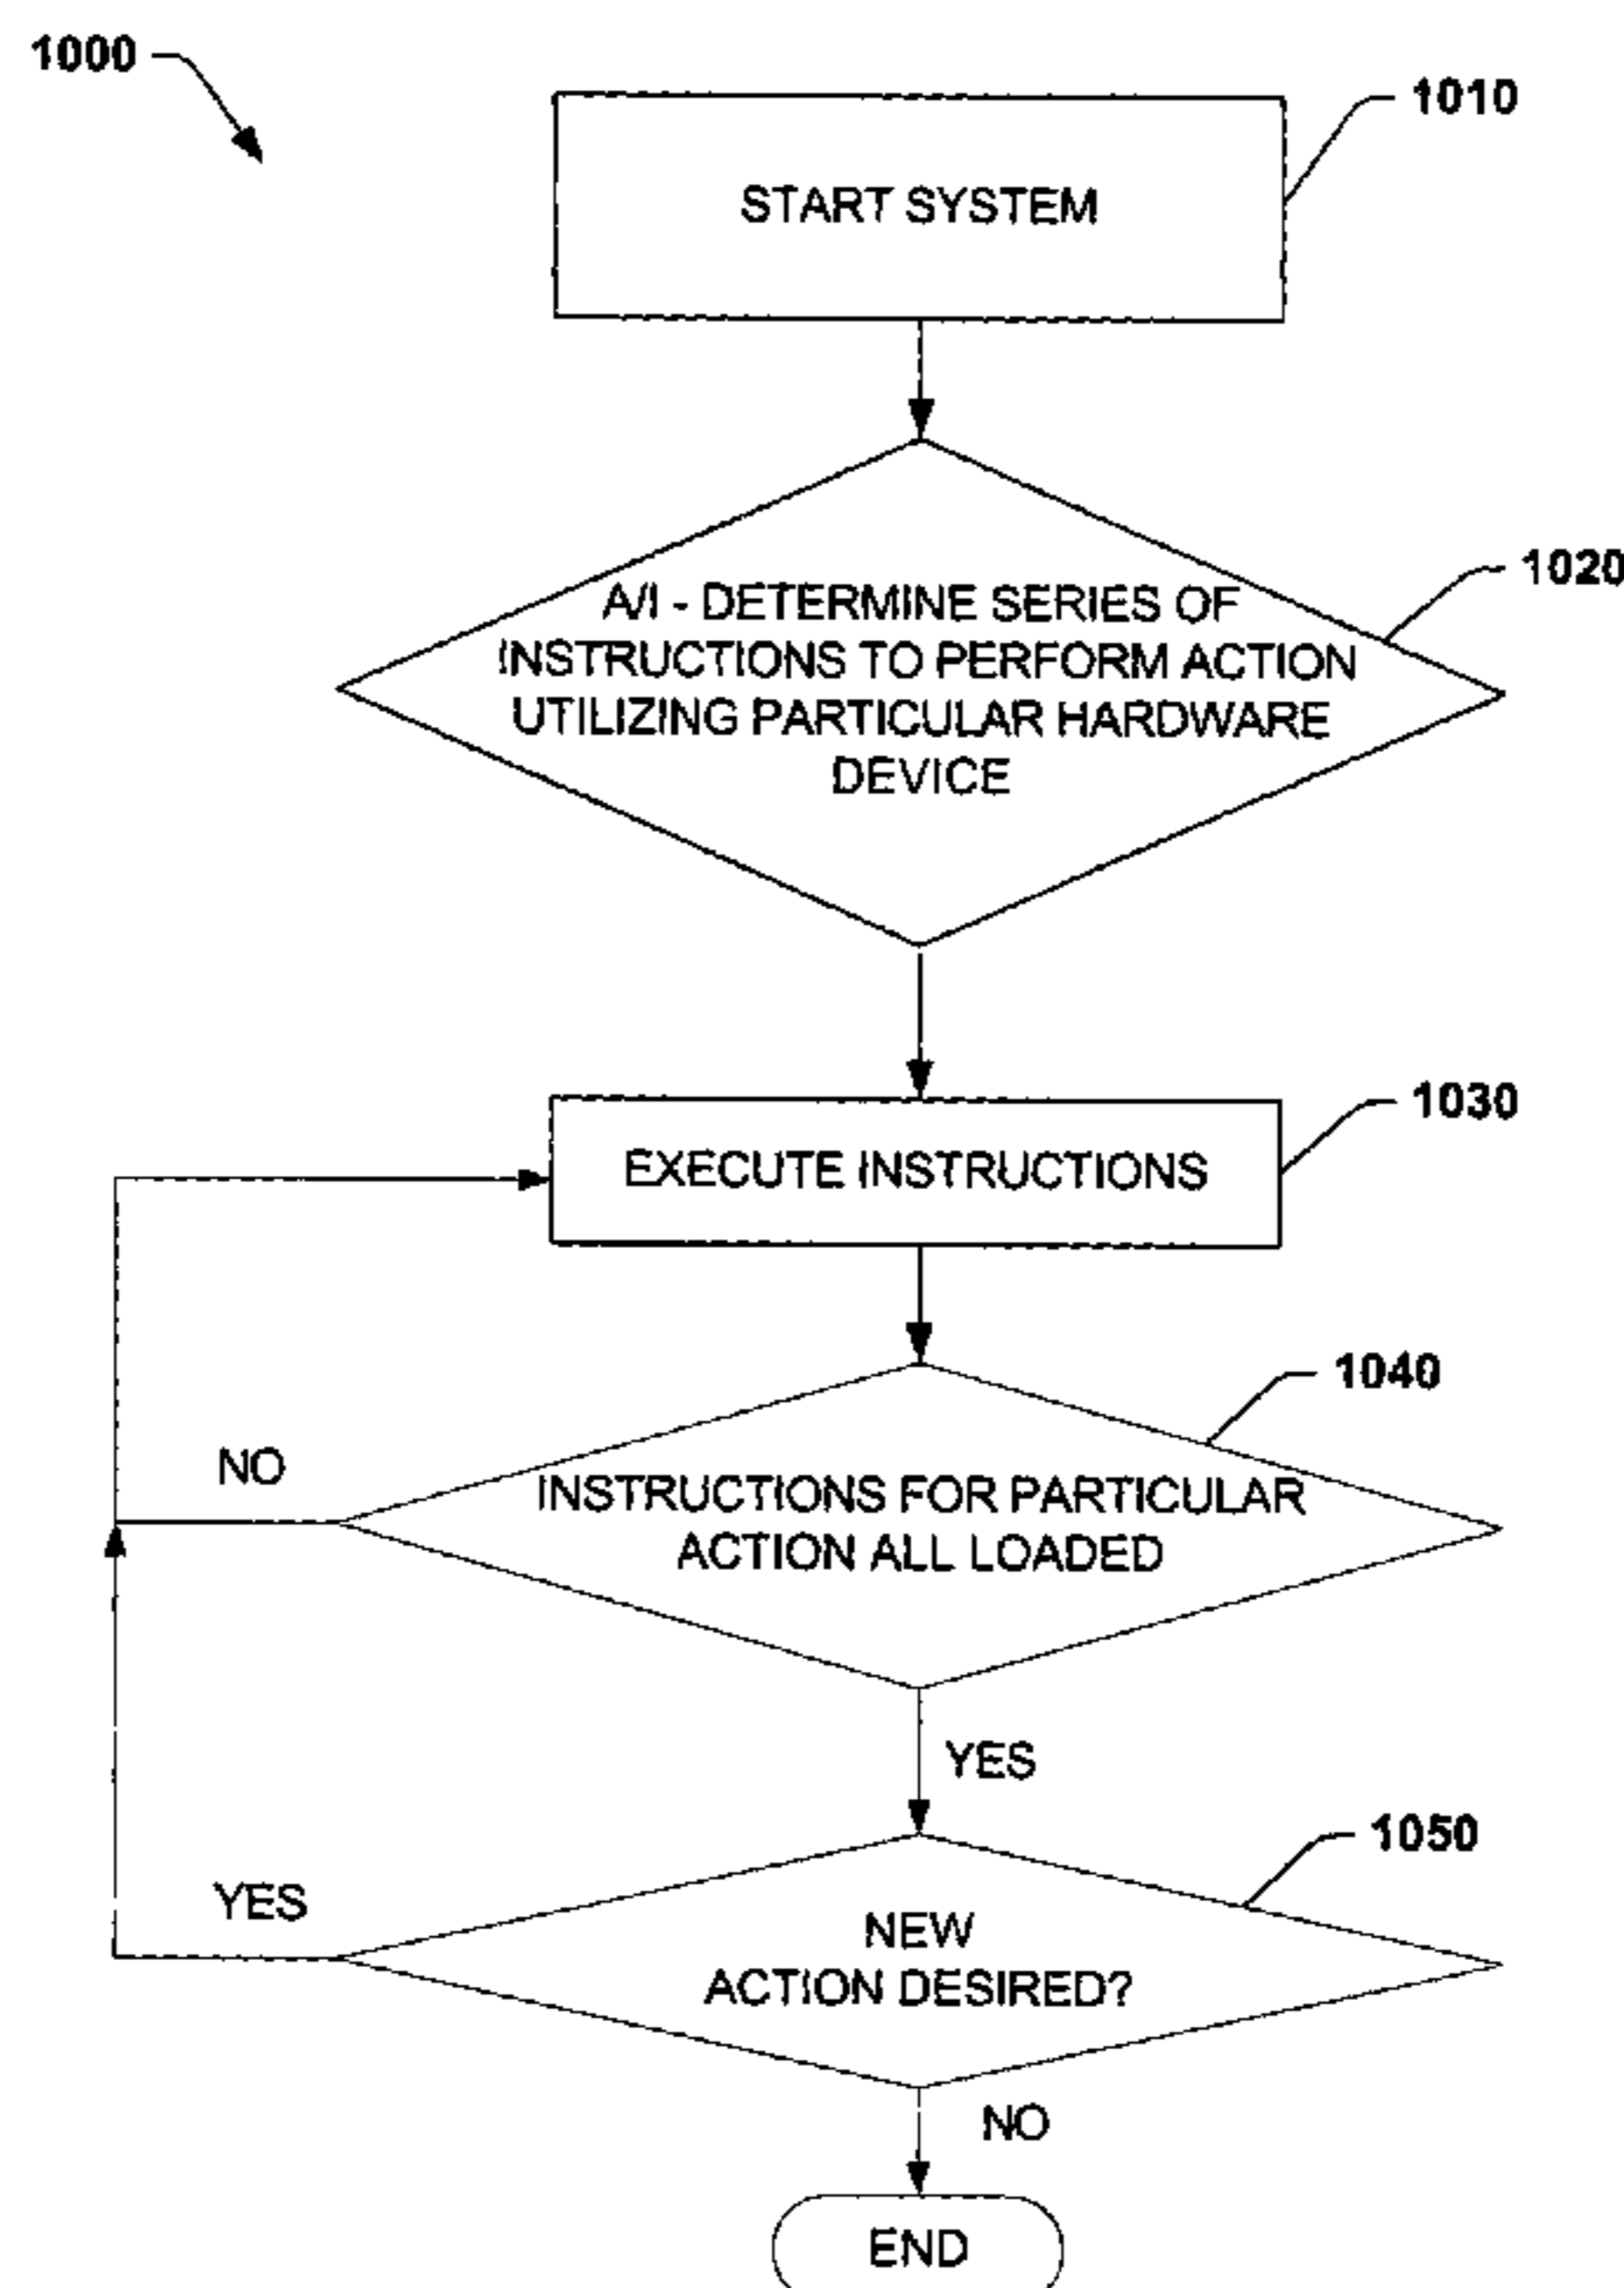 1000
1010
START SYSTEM
1020
A/I - DETERMINE SERIES OF
INSTRUCTIONS TO PERFORM ACTION
UTILIZING PARTICULAR HARDWARE
DEVICE
1030
EXECUTE INSTRUCTIONS
1040
NO
INSTRUCTIONS FOR PARTICULAR
ACTION ALL LOADED
YES
1050
YES
NEW
ACTION DESIRED?
NO
END